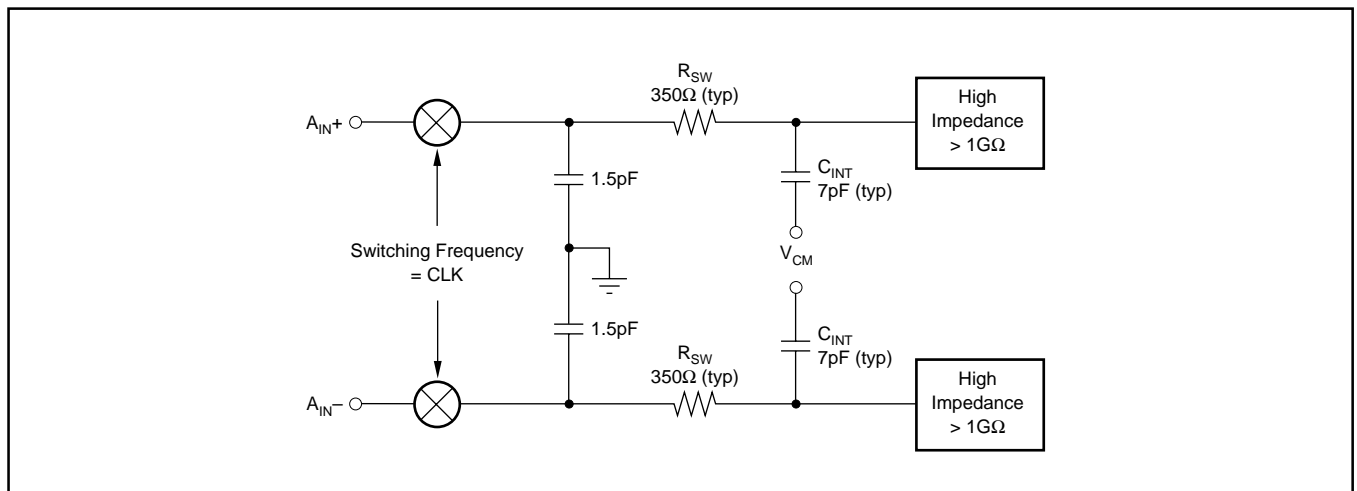 R_SW
350Ω (typ)
High
Impedance
> 1GΩ
A_IN+
C_INT
7pF (typ)
1.5pF
Switching Frequency
= CLK
V_CM
1.5pF
C_INT
7pF (typ)
R_SW
350Ω (typ)
High
Impedance
> 1GΩ
A_IN–